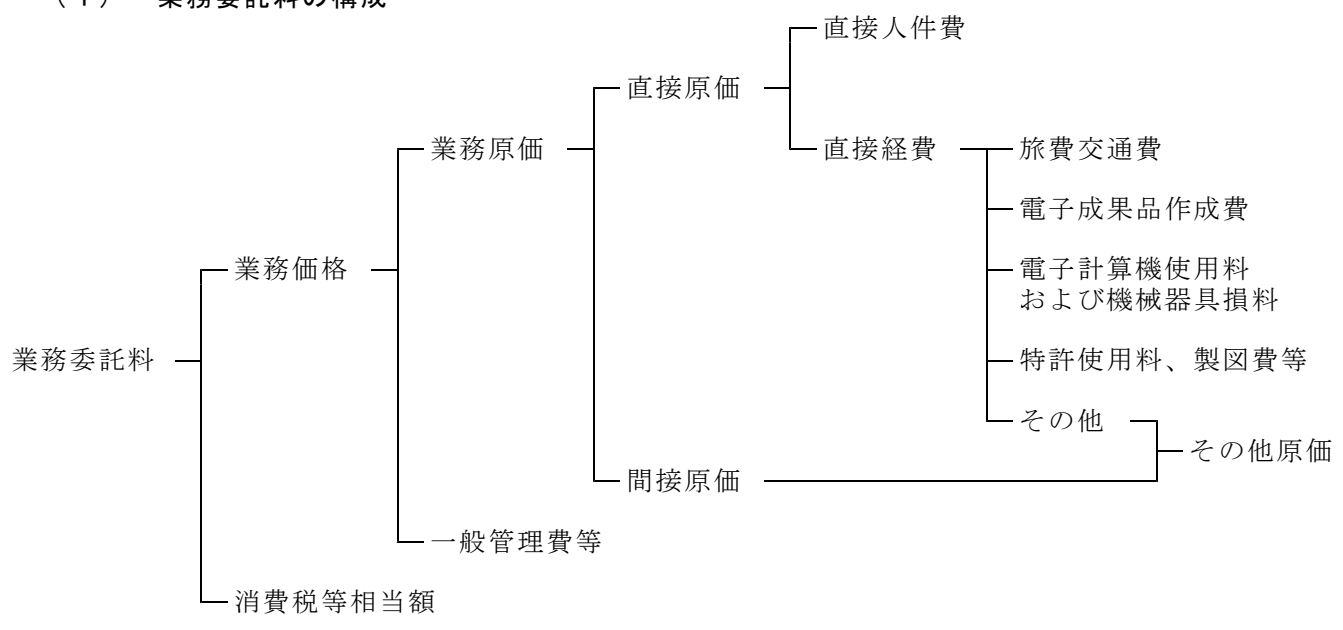 （１） 業務委託料の構成
直接人件費
直接原価
業務原価
直接経費
旅費交通費
電子成果品作成費
業務価格
電子計算機使用料
および機械器具損料
業務委託料
特許使用料、製図費等
その他
その他原価
間接原価
一般管理費等
消費税等相当額